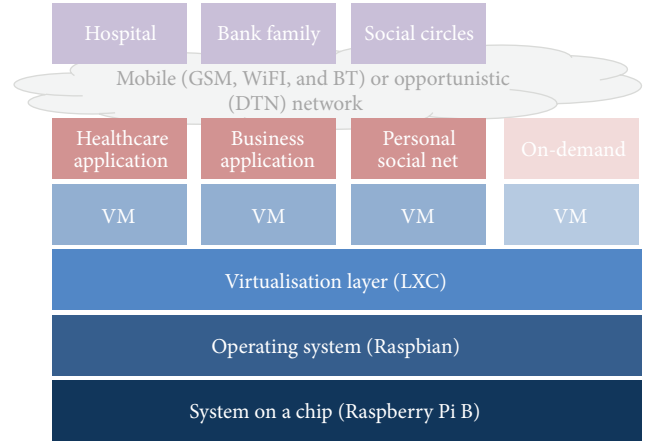 Hospital
Bank family
Social circles
Mobile (GSM, WiFI, and BT) or opportunistic
(DTN) network
Healthcare
application
Business
application
Personal
social net
On-demand
VM
VM
VM
VM
Virtualisation layer (LXC)
Operating system (Raspbian)
System on a chip (Raspberry Pi B)